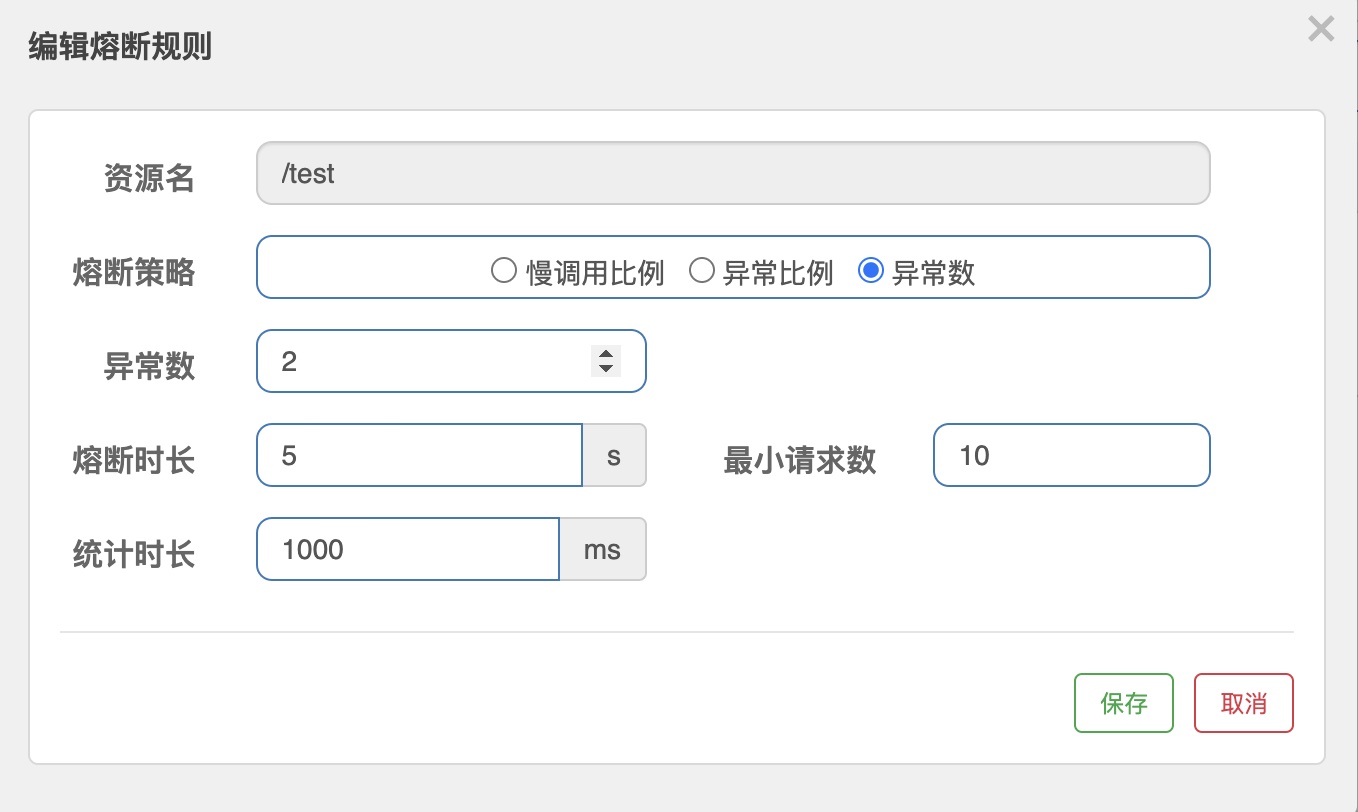 编辑熔断规则
资源名 /test
熔断策略 慢调用比例 异常比例 异常数
异常数 2
熔断时长 5 s 最小请求数 10
统计时长 1000 ms
保存 取消